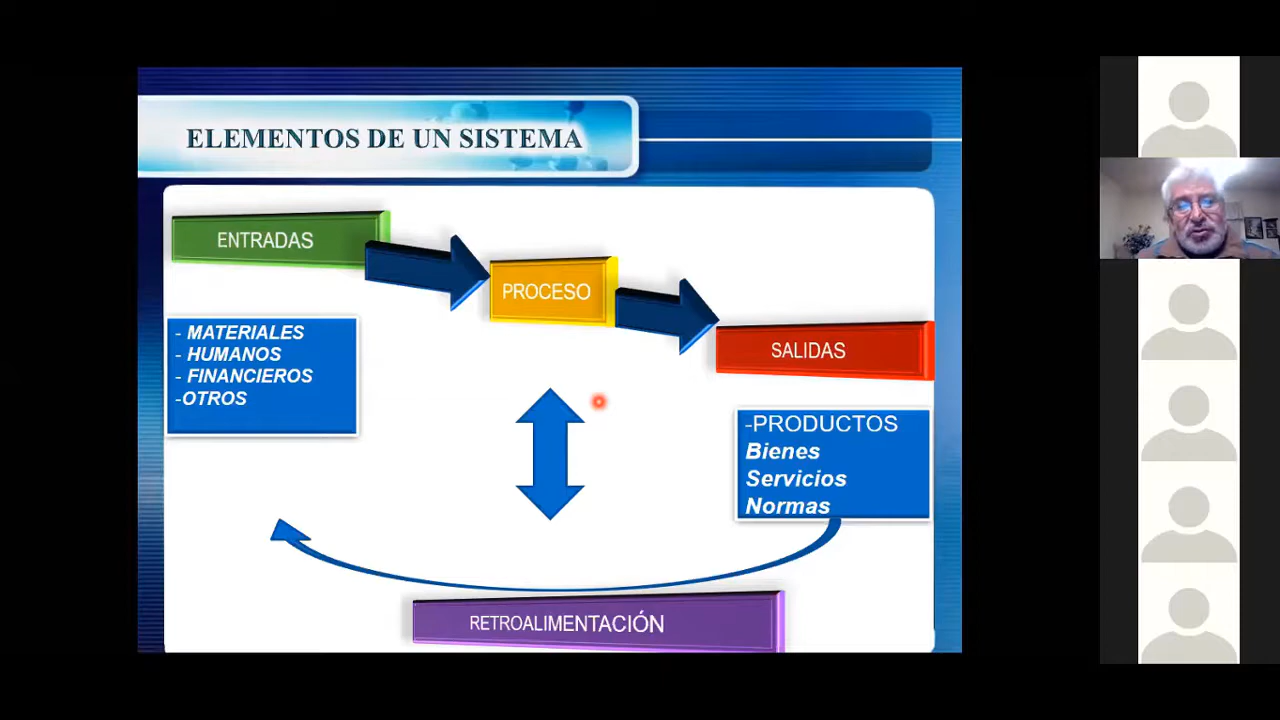 ELEMENTOS DE UN SISTEMA
ENTRADAS
PROCESO
SALIDAS
- MATERIALES
- HUMANOS
- FINANCIEROS
-OTROS
-PRODUCTOS
Bienes
Servicios
Normas
RETROALIMENTACIÓN